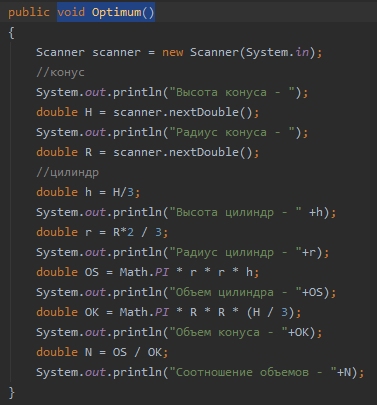 public void Optimum()
{
Scanner scanner = new Scanner(System.in);
//конус
System.out.println("Высота конуса - ");
double H = scanner.nextDouble();
System.out.println("Радиус конуса - ");
double R = scanner.nextDouble();
//цилиндр
double h = H/3;
System.out.println("Высота цилиндр - " +h);
double r = R*2 / 3;
System.out.println("Радиус цилиндр - "+r);
double OS = Math.PI * r * r * h;
System.out.println("Объем цилиндра - "+OS);
double OK = Math.PI * R * R * (H / 3);
System.out.println("Объем конуса - "+OK);
double N = OS / OK;
System.out.println("Соотношение объемов - "+N);
}